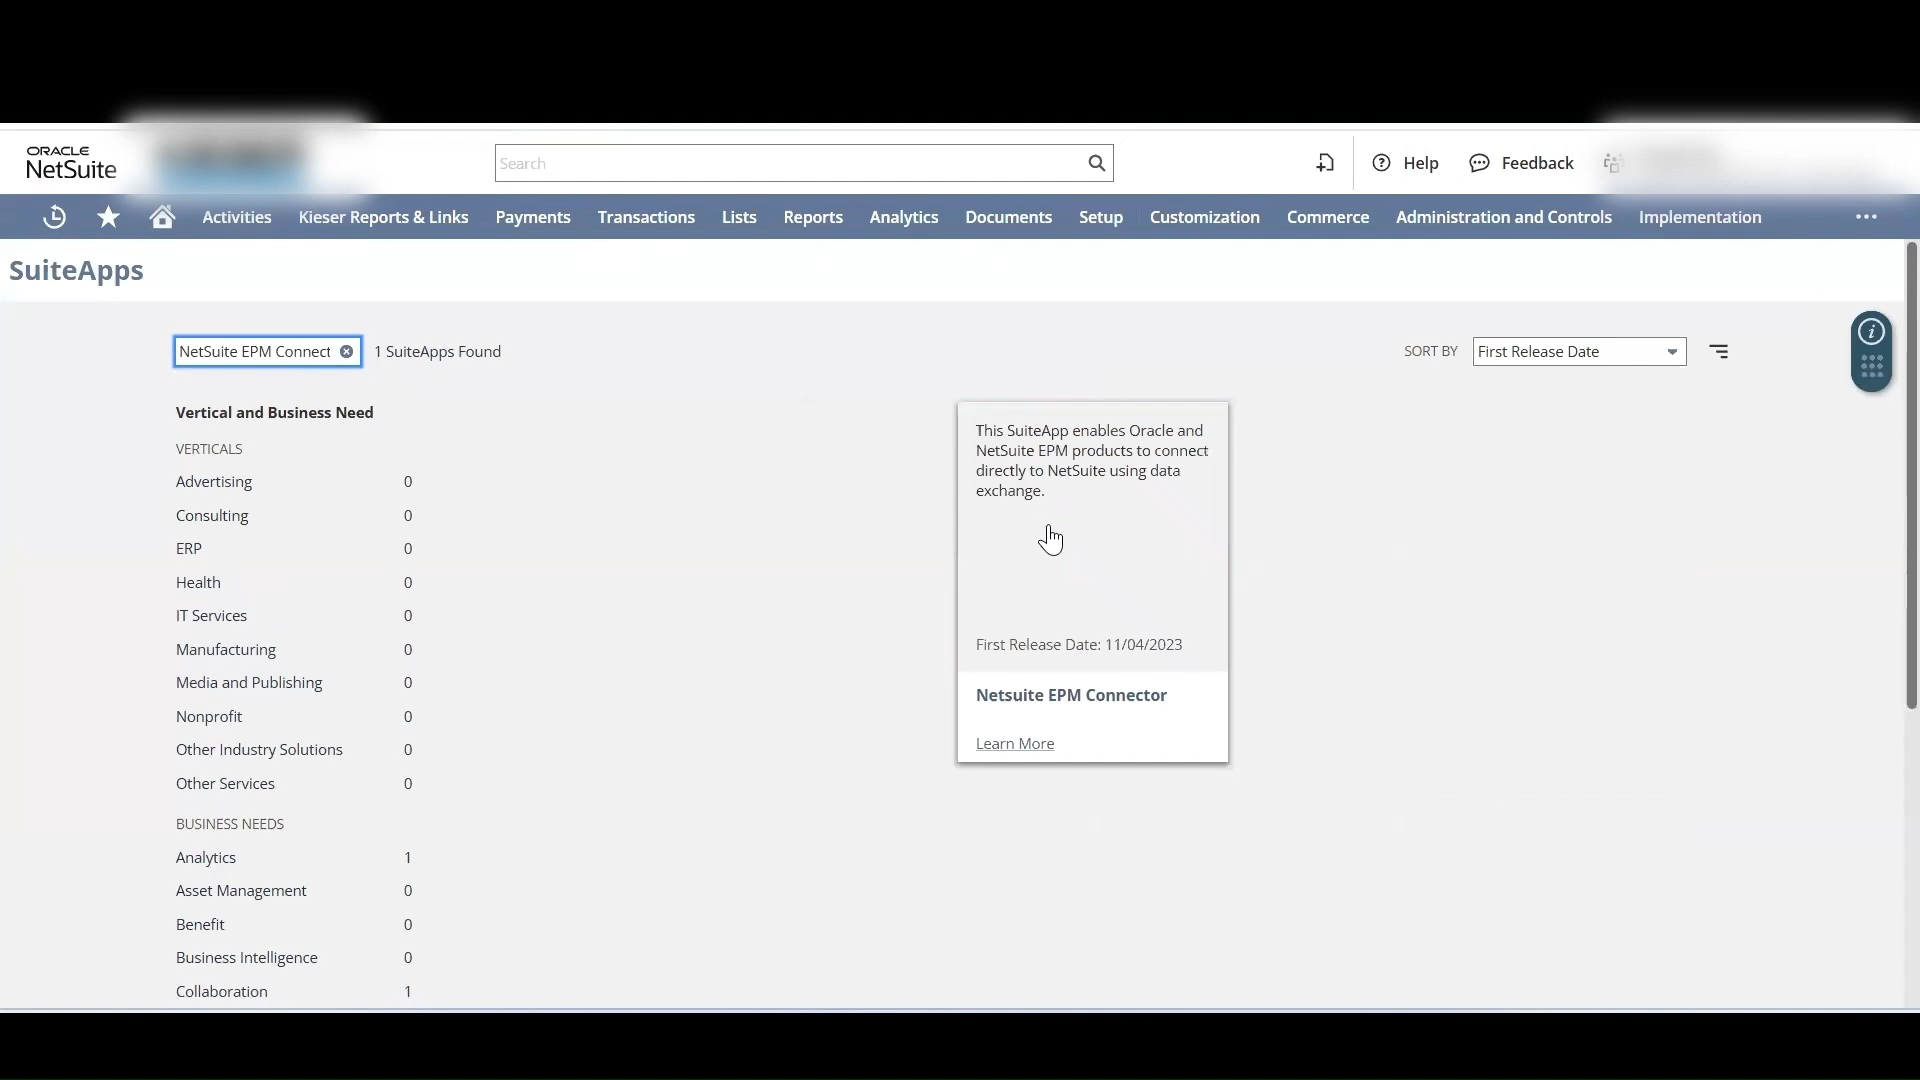 ORACLE
NetSuite
Search
Help
Feedback
Activities
Kieser Reports & Links
Payments
Transactions
Lists
Reports
Analytics
Documents
Setup
Customization
Commerce
Administration and Controls
Implementation
SuiteApps
NetSuite EPM Connect
1 SuiteApps Found
SORT BY
First Release Date
Vertical and Business Need
VERTICALS
Advertising 0
Consulting 0
ERP 0
Health 0
IT Services 0
Manufacturing 0
Media and Publishing 0
Nonprofit 0
Other Industry Solutions 0
Other Services 0
BUSINESS NEEDS
Analytics 1
Asset Management 0
Benefit 0
Business Intelligence 0
Collaboration 1
This SuiteApp enables Oracle and
NetSuite EPM products to connect
directly to NetSuite using data
exchange.
First Release Date: 11/04/2023
Netsuite EPM Connector
Learn More